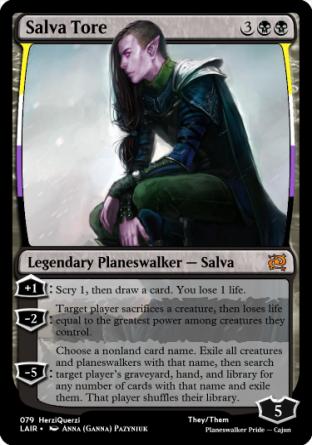 Salva Tore 3
Legendary Planeswalker — Salva
+1: Scry 1, then draw a card. You lose 1 life.
Target player sacrifices a creature, then loses life
-2: equal to the greatest power among creatures they
control.
Choose a nonland card name. Exile all creatures
and planeswalkers with that name, then search
-5: target player's graveyard, hand, and library for
any number of cards with that name and exile
them. That player shuffles their library.
5
079 HerziQuerzi They/Them
LAIR • Anna (Ganna) Pazyniuk Planeswalker Pride — Cajun